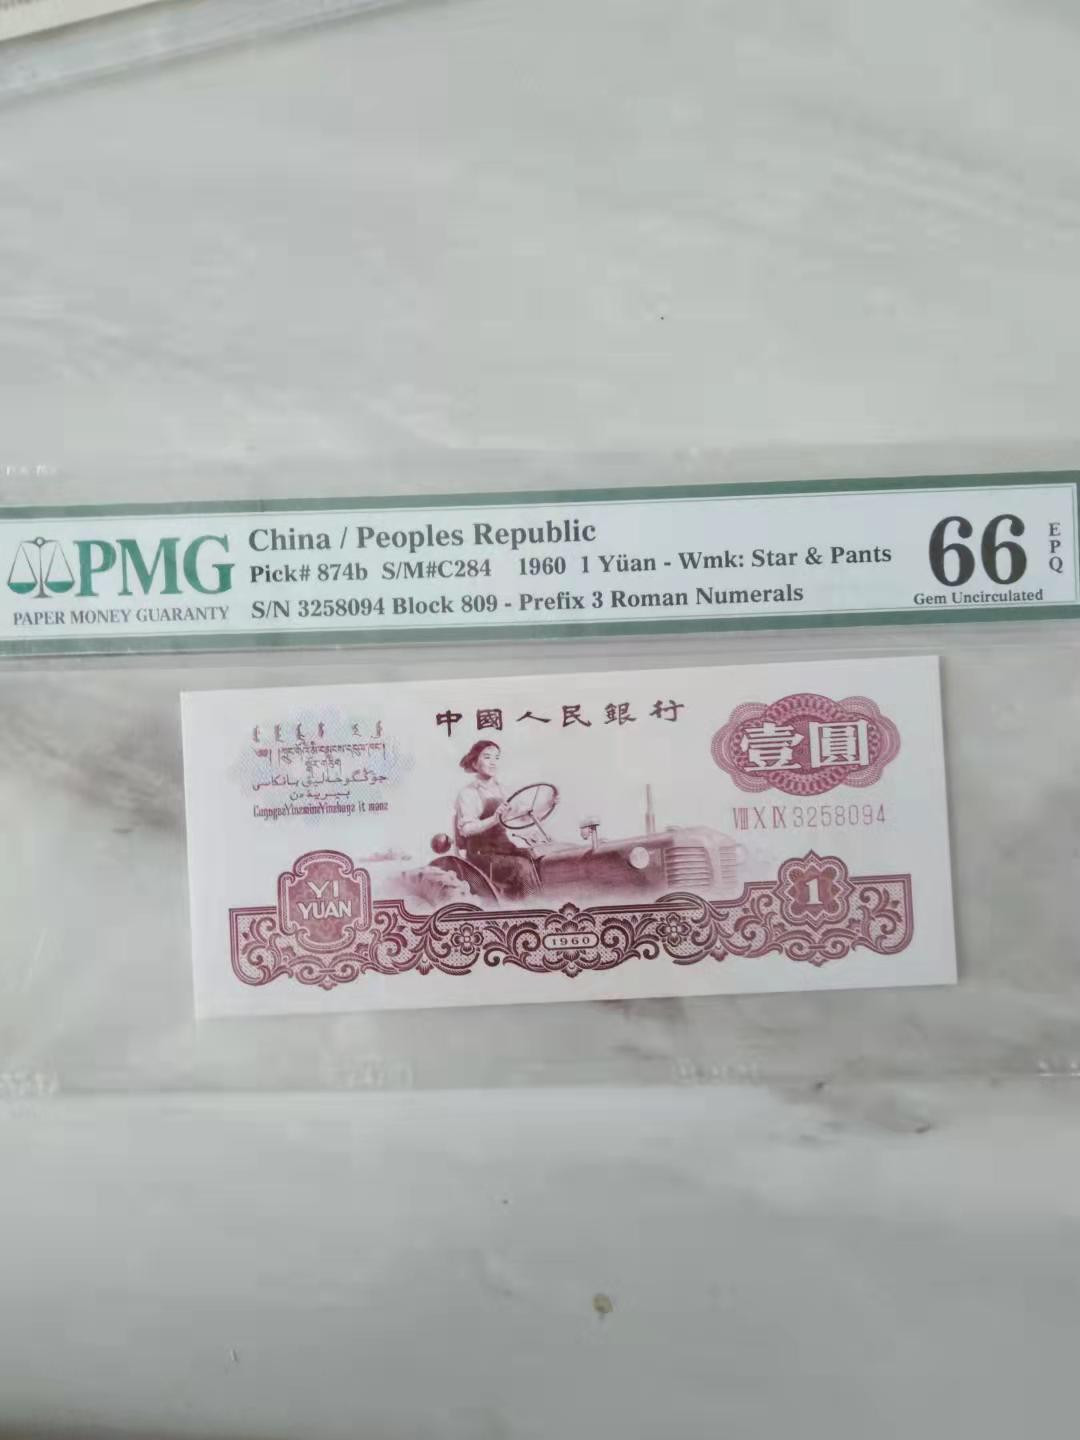 PMG
PAPER MONEY GUARANTY
China / Peoples Republic
Pick# 874b S/M#C284 1960 1 Yüan - Wmk: Star & Pants
S/N 3258094 Block 809 - Prefix 3 Roman Numerals
66
EPQ
Gem Uncirculated
中國人民銀行
壹圓
VIII X IX 3258094
YI
YUAN
1
1960